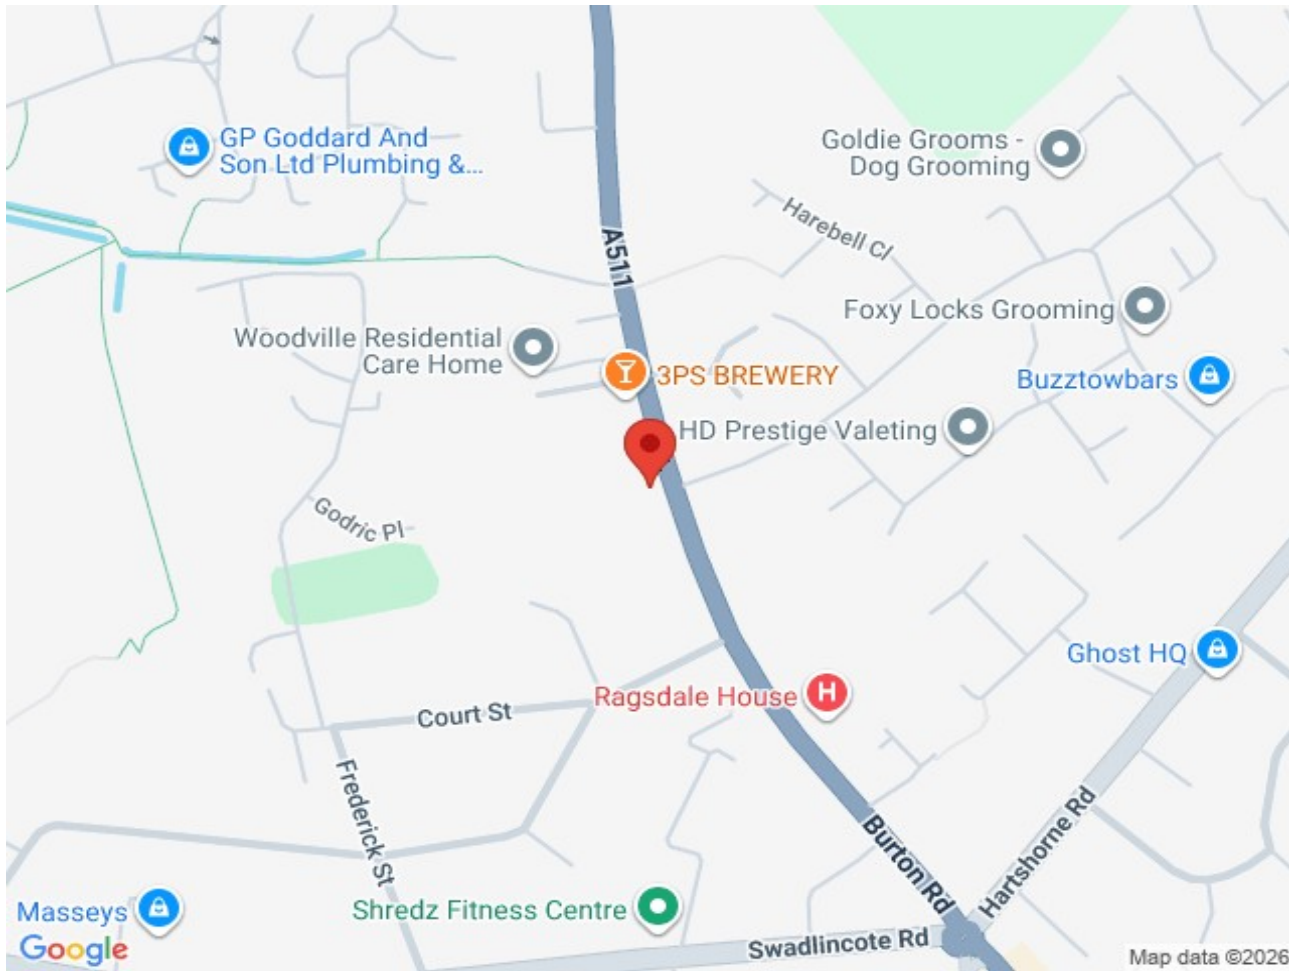 GP Goddard And
Son Ltd Plumbing &...
Goldie Grooms -
Dog Grooming
Harebell Cl
A511
Foxy Locks Grooming
Woodville Residential
Care Home
3PS BREWERY
Buzztowbars
HD Prestige Valeting
Godric Pl
Ghost HQ
Ragsdale House
H
Court St
Frederick St
Burton Rd
Hartshorne Rd
Masseys
Shredz Fitness Centre
Swadlincote Rd
Google
Map data ©2026